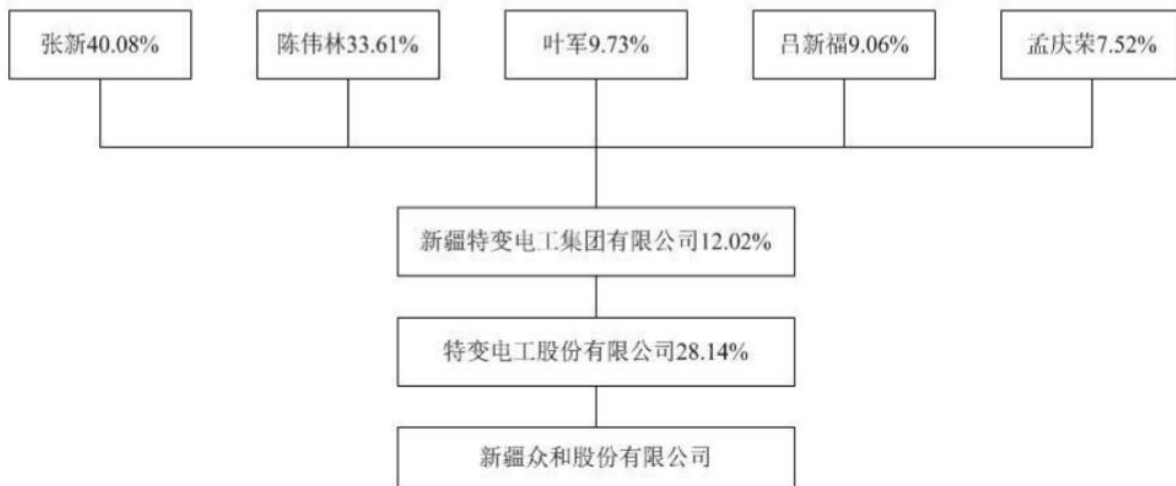 张新40.08%
陈伟林33.61%
叶军9.73%
吕新福9.06%
孟庆荣7.52%
新疆特变电工集团有限公司12.02%
特变电工股份有限公司28.14%
新疆众和股份有限公司